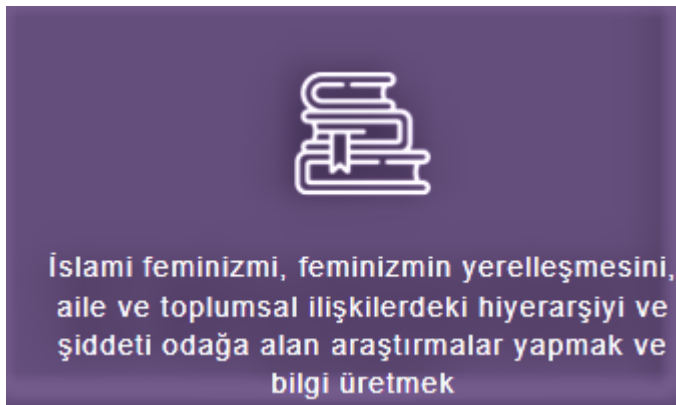 İslami feminizmi, feminizmin yerelleşmesini,
aile ve toplumsal ilişkilerdeki hiyerarşiyi ve
şiddeti odağa alan araştırmalar yapmak ve
bilgi üretmek